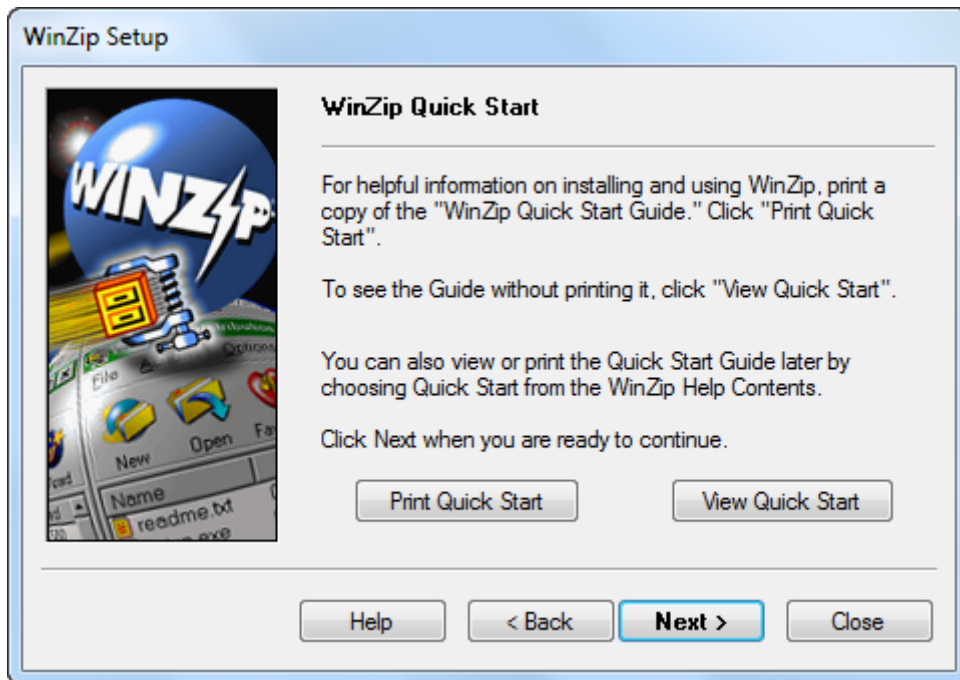 WinZip Setup
WINZIP
File
Options
New
Open
Name
readme.txt
WinZip Quick Start
For helpful information on installing and using WinZip, print a
copy of the "WinZip Quick Start Guide." Click "Print Quick
Start".
To see the Guide without printing it, click "View Quick Start".
You can also view or print the Quick Start Guide later by
choosing Quick Start from the WinZip Help Contents.
Click Next when you are ready to continue.
Print Quick Start
View Quick Start
Help
< Back
Next >
Close